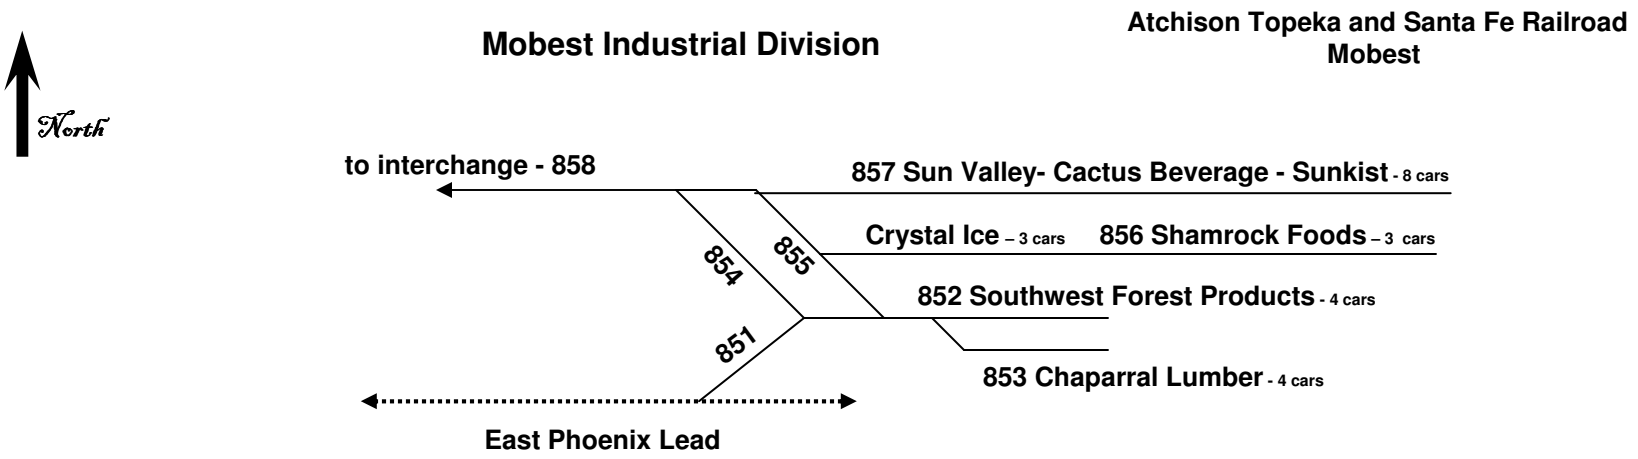 Atchison Topeka and Santa Fe Railroad
Mobest
Mobest Industrial Division
North
to interchange - 858
857 Sun Valley- Cactus Beverage - Sunkist - 8 cars
Crystal Ice – 3 cars 856 Shamrock Foods – 3 cars
854
855
852 Southwest Forest Products - 4 cars
851
853 Chaparral Lumber - 4 cars
East Phoenix Lead